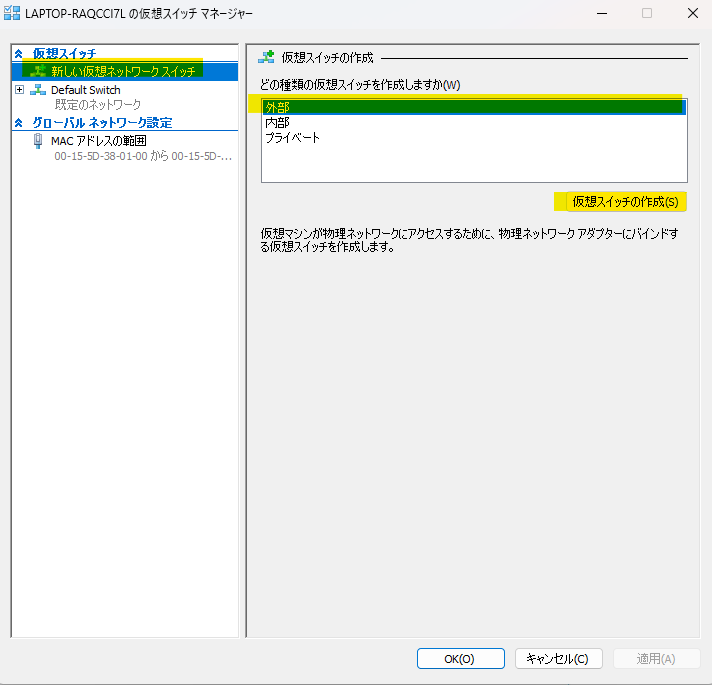 LAPTOP-RAQCCI7L の仮想スイッチ マネージャー
仮想スイッチ
新しい仮想ネットワーク スイッチ
Default Switch
既定のネットワーク
グローバル ネットワーク設定
MAC アドレスの範囲
00-15-5D-38-01-00 から 00-15-5D-...
仮想スイッチの作成
どの種類の仮想スイッチを作成しますか(W)
外部
内部
プライベート
仮想スイッチの作成(S)
仮想マシンが物理ネットワークにアクセスするために、物理ネットワーク アダプターにバインドす
る仮想スイッチを作成します。
OK(O)
キャンセル(C)
適用(A)